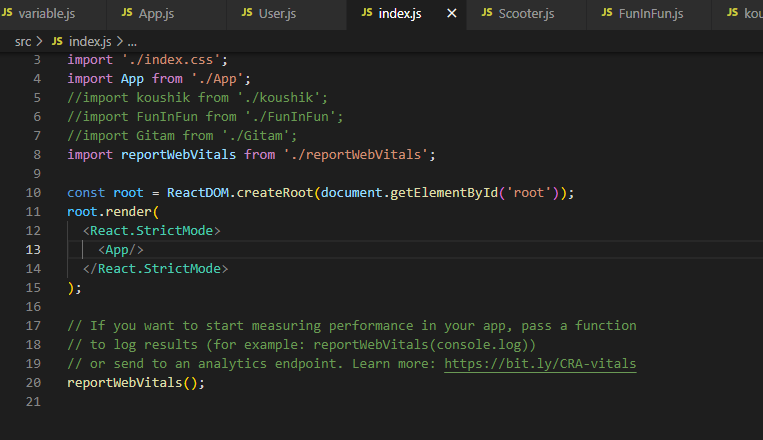 JS variable.js JS App.js JS User.js JS index.js × JS Scooter.js JS FunInFun.js JS kou
src > JS index.js > ...
3 import './index.css';
4 import App from './App';
5 //import koushik from './koushik';
6 //import FunInFun from './FunInFun';
7 //import Gitam from './Gitam';
8 import reportWebVitals from './reportWebVitals';
9
10 const root = ReactDOM.createRoot(document.getElementById('root'));
11 root.render(
12 <React.StrictMode>
13 <App/>
14 </React.StrictMode>
15 );
16
17 // If you want to start measuring performance in your app, pass a function
18 // to log results (for example: reportWebVitals(console.log))
19 // or send to an analytics endpoint. Learn more: https://bit.ly/CRA-vitals
20 reportWebVitals();
21